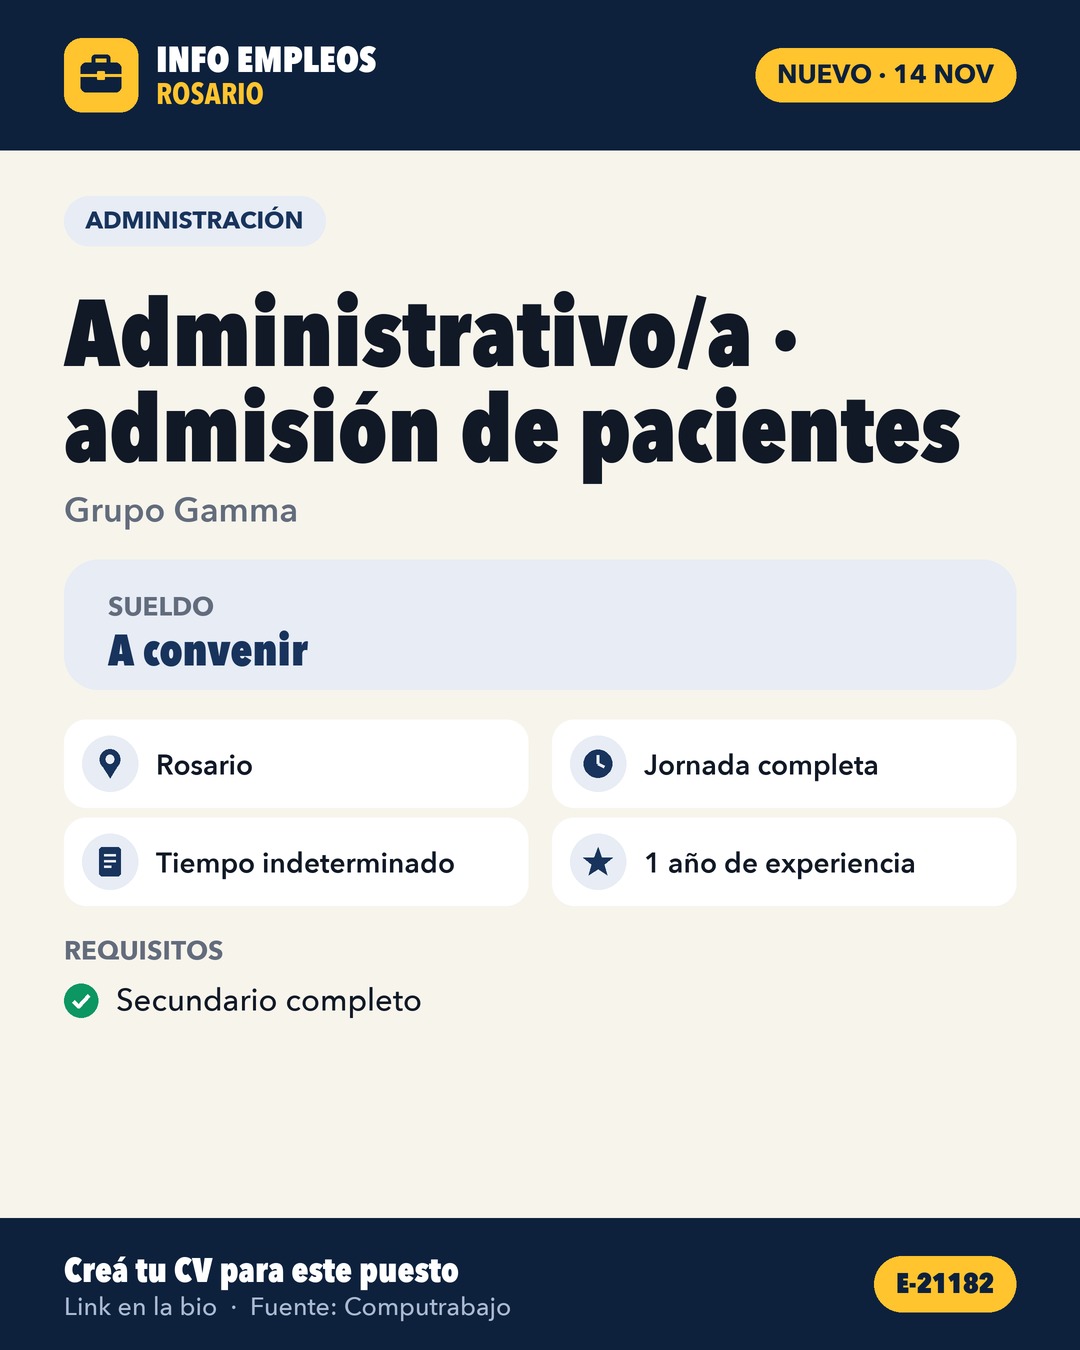 INFO EMPLEOS
ROSARIO
NUEVO · 14 NOV
ADMINISTRACIÓN
Administrativo/a ·
admisión de pacientes
Grupo Gamma
SUELDO
A convenir
Rosario
Jornada completa
Tiempo indeterminado
1 año de experiencia
REQUISITOS
Secundario completo
Creá tu CV para este puesto
Link en la bio · Fuente: Computrabajo
E-21182